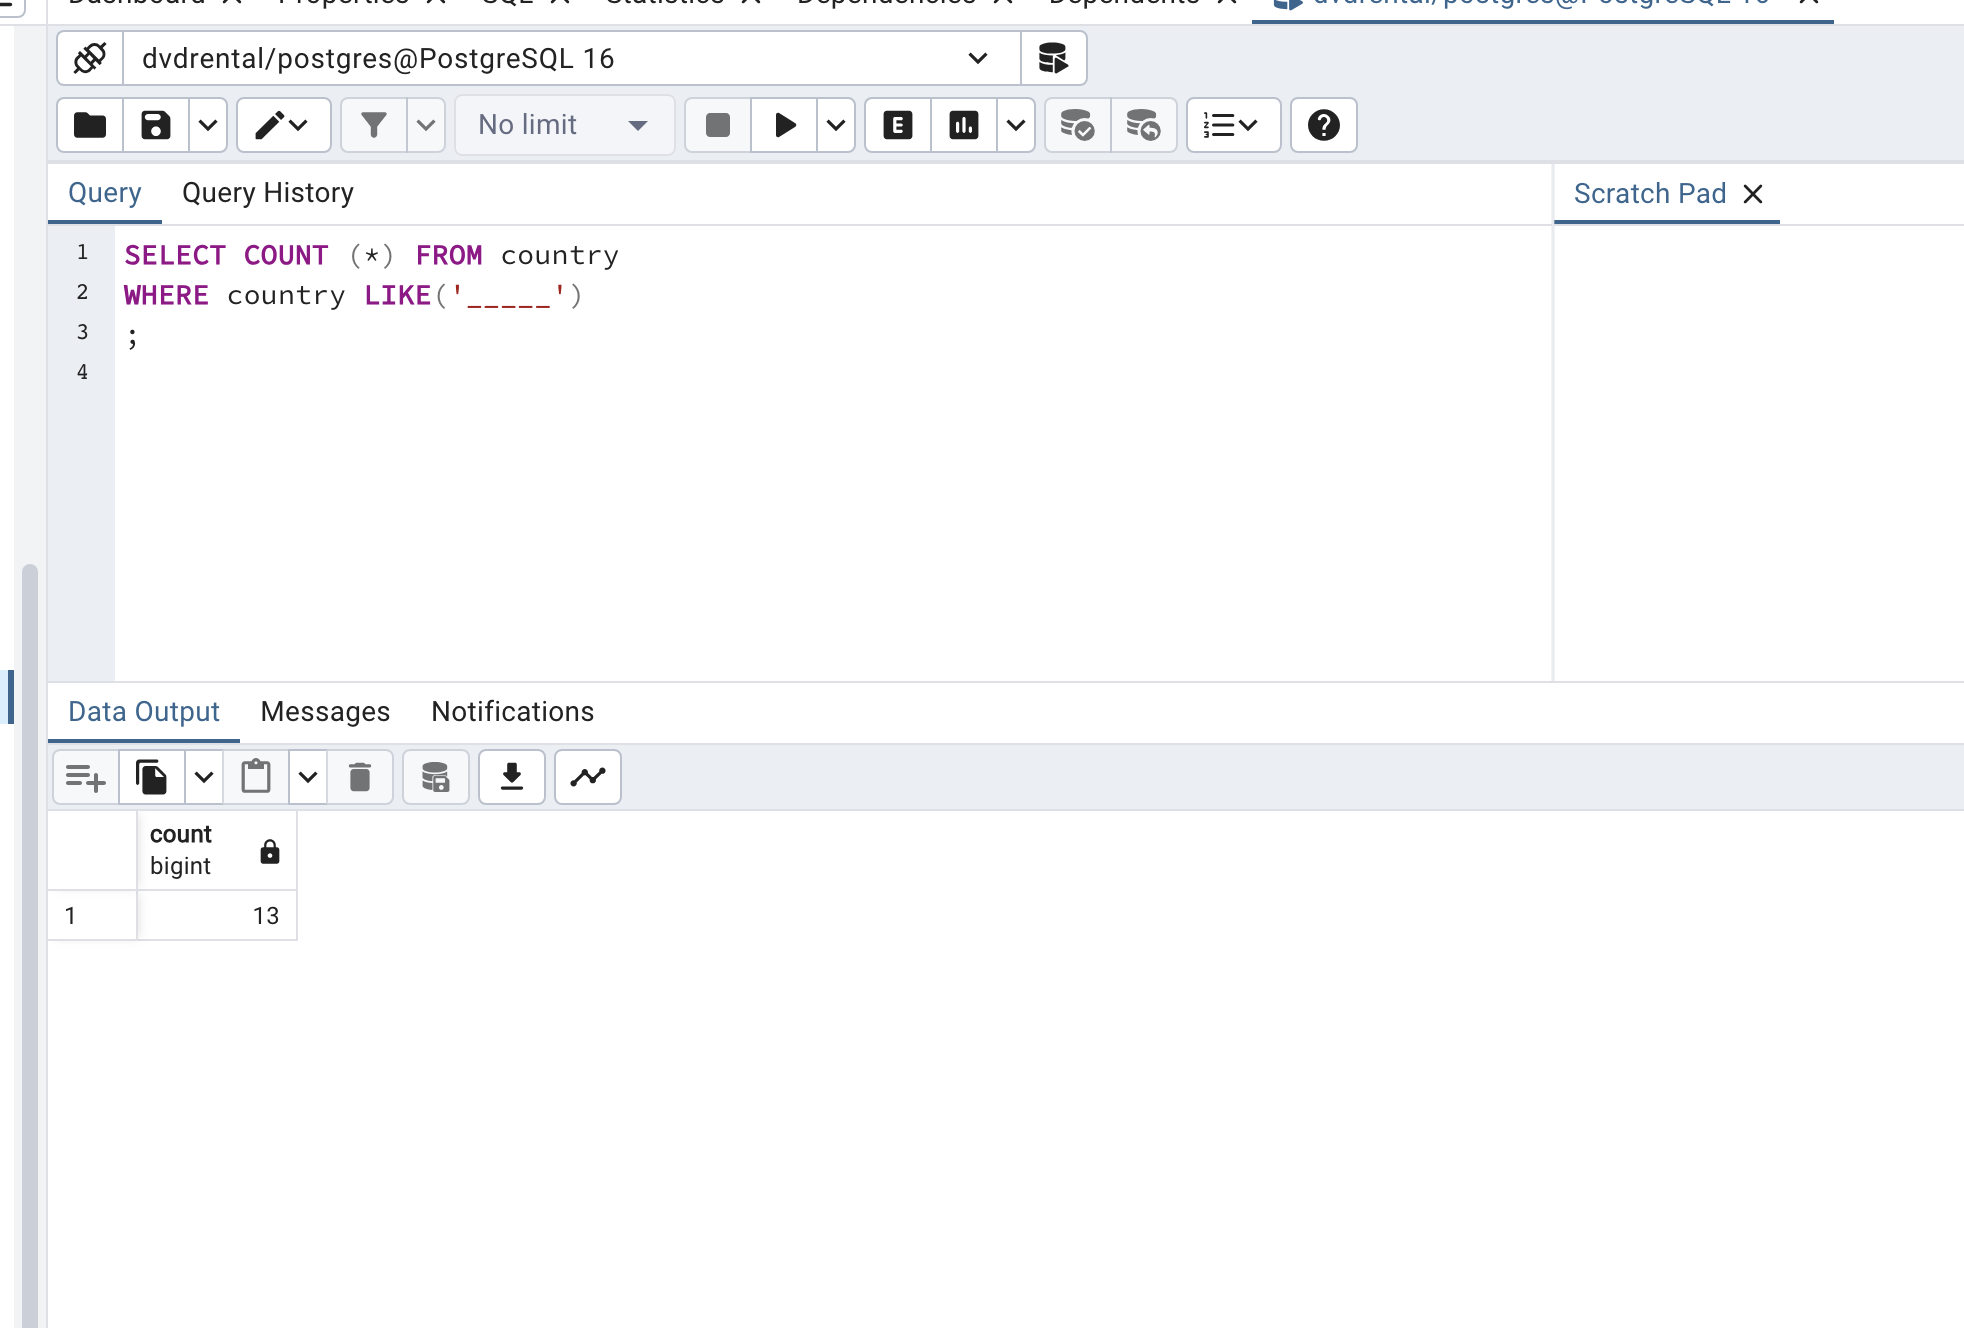 Dashboard Properties SQL Statistics Dependencies Dependents dvdrental/postgres@PostgreSQL 16
dvdrental/postgres@PostgreSQL 16
No limit
E
Query Query History
Scratch Pad
1 SELECT COUNT (*) FROM country
2 WHERE country LIKE('_____')
3 ;
4
Data Output Messages Notifications
count
bigint
1 13